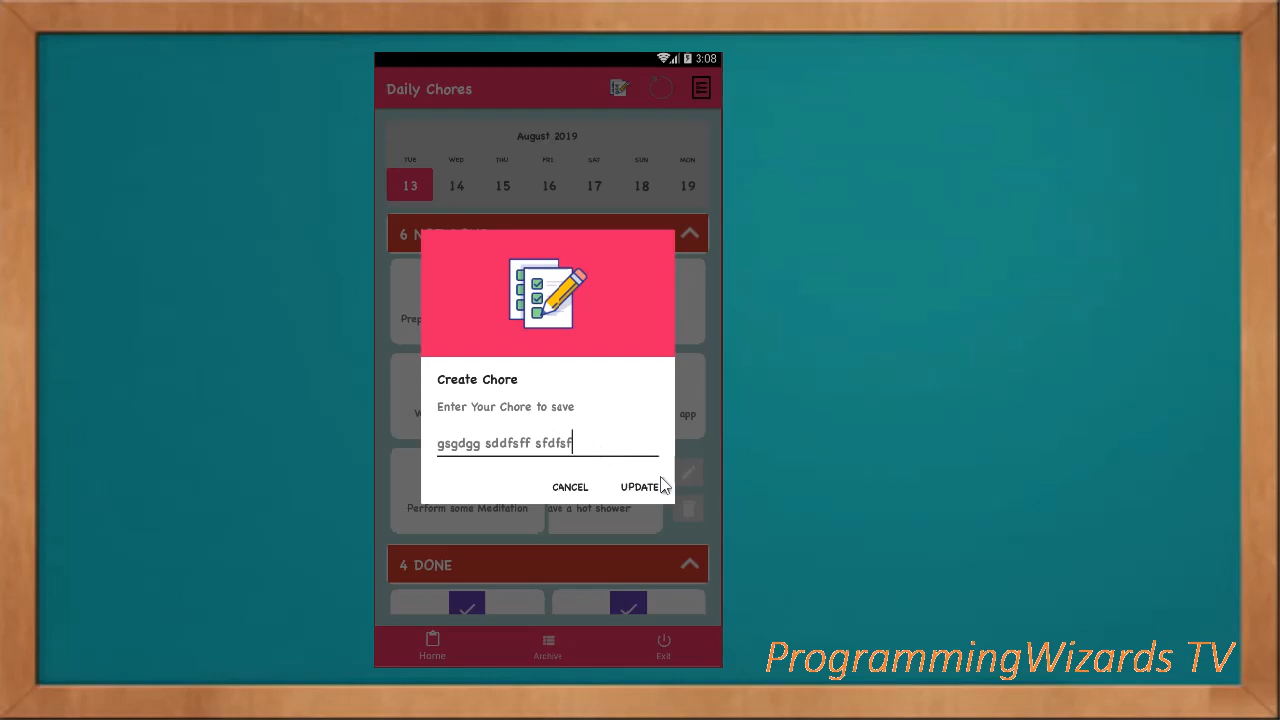 3:08
Daily Chores
August 2019
TUE WED THU FRI SAT SUN MON
13 14 15 16 17 18 19
6
Create Chore
Enter Your Chore to save
gsgdgg sddfsff sfdfsf
app
CANCEL UPDATE
Perform some Meditation ave a hot shower
4 DONE
Home Archive Exit
ProgrammingWizards TV